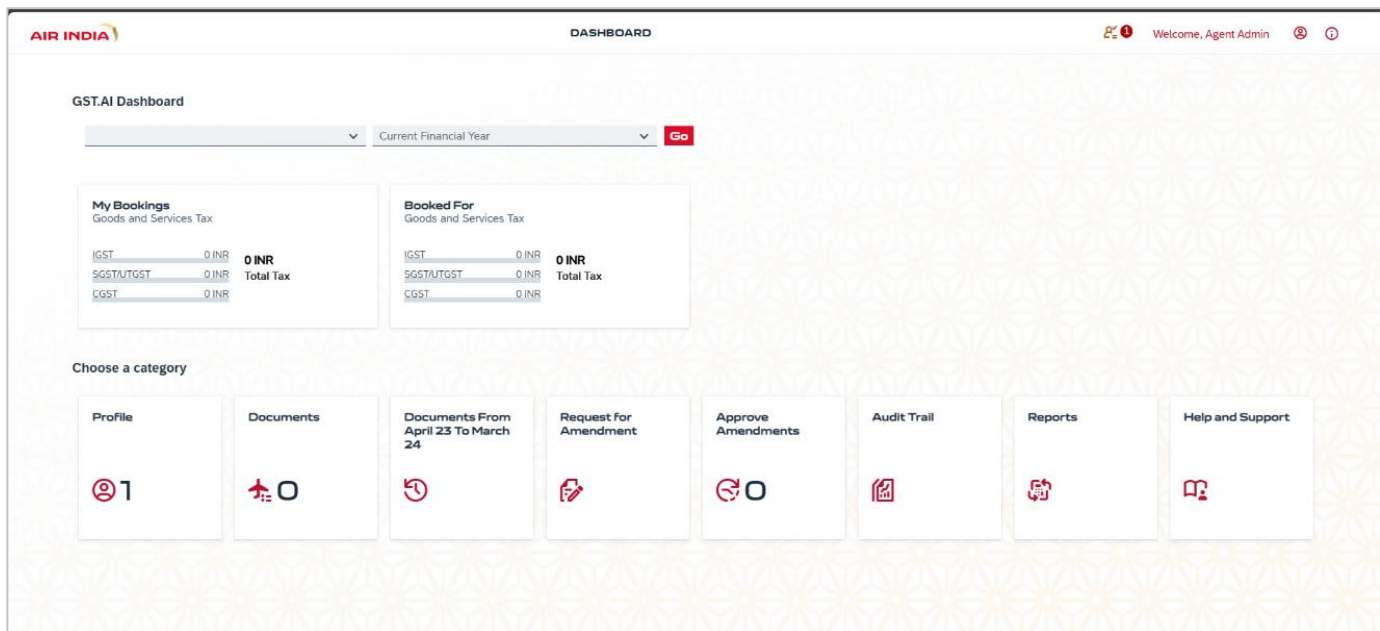 AIR INDIA
DASHBOARD
1
Welcome, Agent Admin
GST.AI Dashboard
Current Financial Year
Go
My Bookings
Goods and Services Tax
IGST 0 INR
SGST/UTGST 0 INR
CGST 0 INR
0 INR
Total Tax
Booked For
Goods and Services Tax
IGST 0 INR
SGST/UTGST 0 INR
CGST 0 INR
0 INR
Total Tax
Choose a category
Profile
1
Documents
0
Documents From
April 23 To March
24
Request for
Amendment
Approve
Amendments
0
Audit Trail
Reports
Help and Support